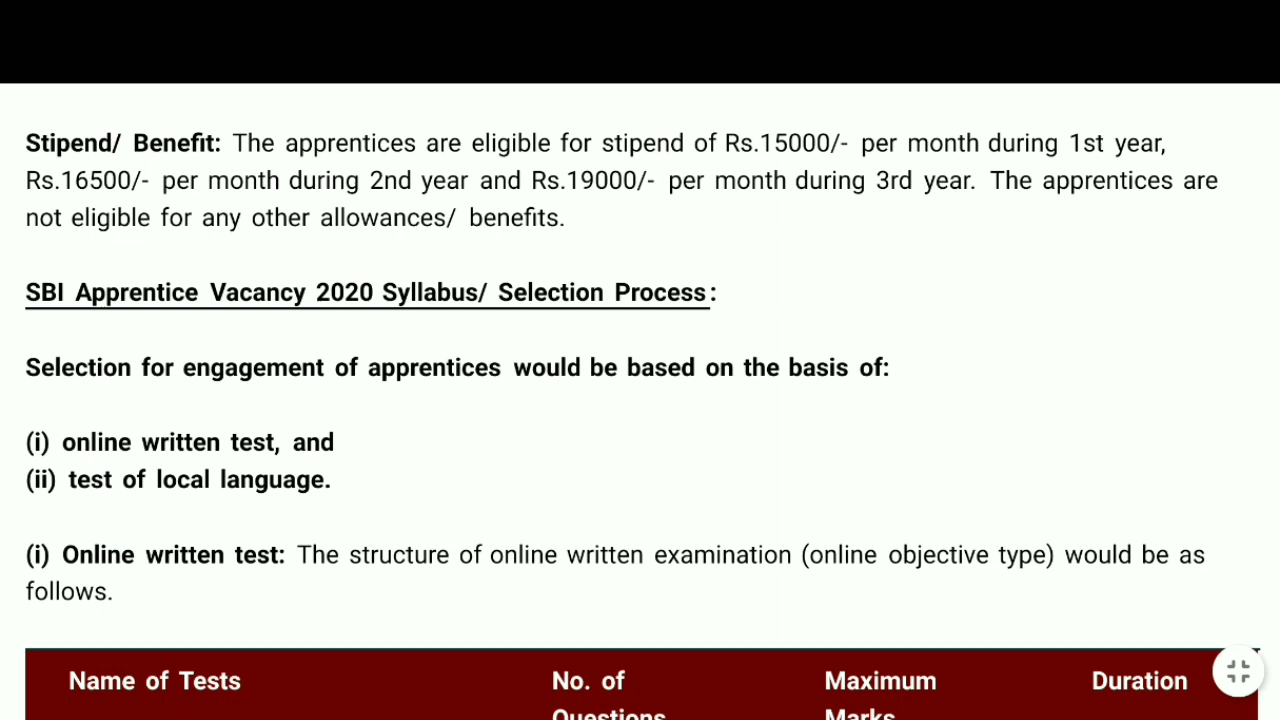 Stipend/ Benefit: The apprentices are eligible for stipend of Rs.15000/- per month during 1st year,
Rs.16500/- per month during 2nd year and Rs.19000/- per month during 3rd year. The apprentices are
not eligible for any other allowances/ benefits.
SBI Apprentice Vacancy 2020 Syllabus/ Selection Process:
Selection for engagement of apprentices would be based on the basis of:
(i) online written test, and
(ii) test of local language.
(i) Online written test: The structure of online written examination (online objective type) would be as
follows.
Name of Tests No. of Maximum Duration
Questions Marks